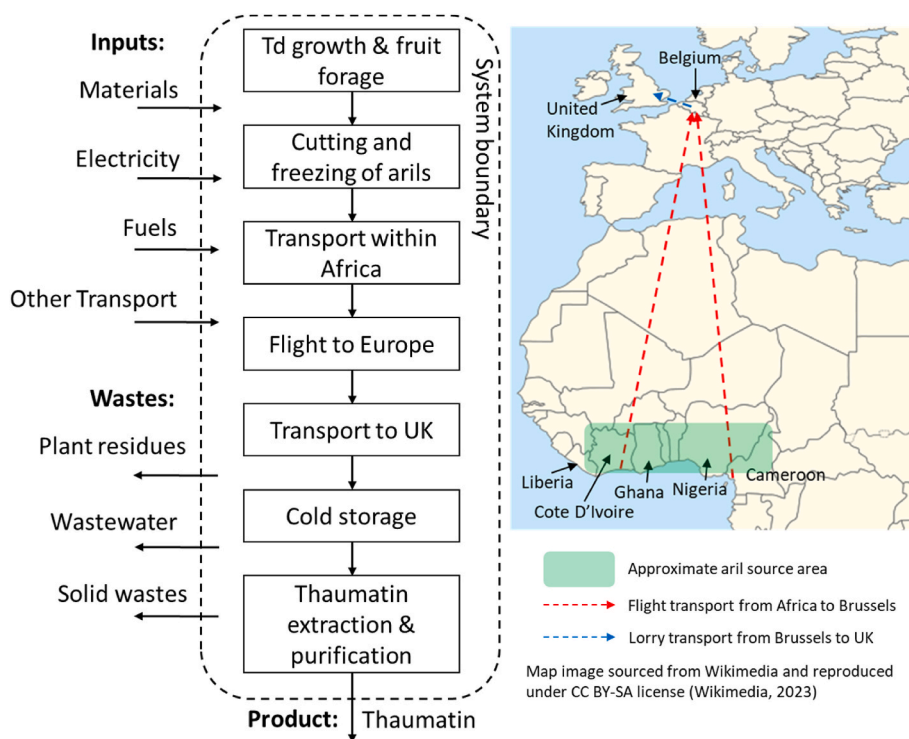 Inputs:
Materials
Electricity
Fuels
Other Transport
Wastes:
Plant residues
Wastewater
Solid wastes
System boundary
Td growth & fruit
forage
Cutting and
freezing of arils
Transport within
Africa
Flight to Europe
Transport to UK
Cold storage
Thaumatin
extraction &
purification
Product: Thaumatin
Belgium
United
Kingdom
Liberia
Cote D'Ivoire
Ghana
Nigeria
Cameroon
Approximate aril source area
Flight transport from Africa to Brussels
Lorry transport from Brussels to UK
Map image sourced from Wikimedia and reproduced
under CC BY-SA license (Wikimedia, 2023)